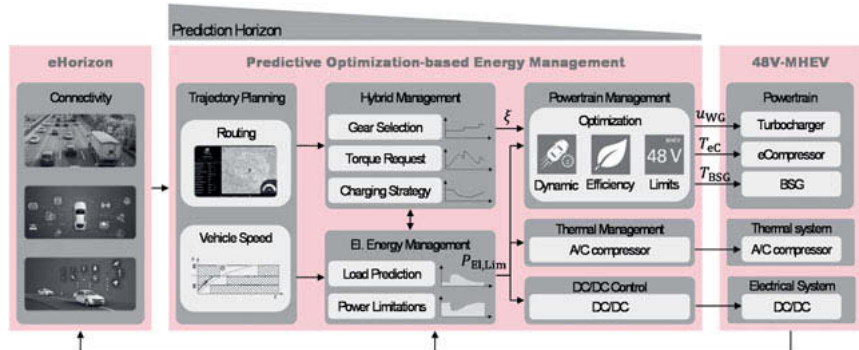 Prediction Horizon
eHorizon
Predictive Optimization-based Energy Management
48V-MHEV
Connectivity
Trajectory Planning
Routing
Vehicle Speed
Hybrid Management
Gear Selection
Torque Request
Charging Strategy
El. Energy Management
Load Prediction
Power Limitations
ξ
P_El,Lim
Powertrain Management
Optimization
Dynamic
Efficiency
MHEV
48 V
Limits
Thermal Management
A/C compressor
DC/DC Control
DC/DC
u_WG
T_eC
T_BSG
Powertrain
Turbocharger
eCompressor
BSG
Thermal system
A/C compressor
Electrical System
DC/DC